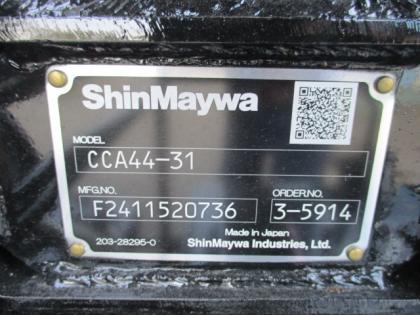 ShinMaywa
MODEL
CCA44-31
MFG.NO. ORDER.NO.
F2411520736 3-5914
Made in Japan
203-28295-0 ShinMaywa Industries, Ltd.